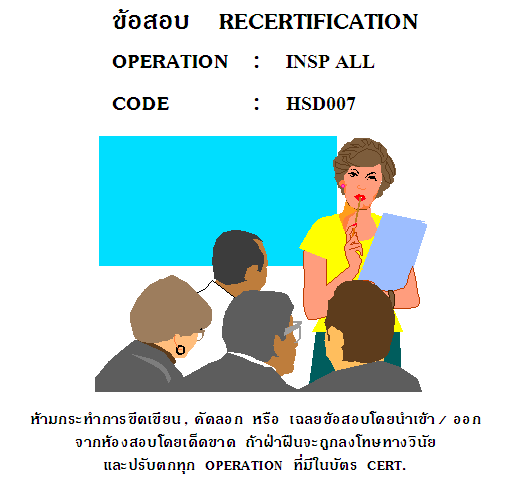 ข้อสอบ RECERTIFICATION
OPERATION : INSP ALL
CODE : HSD007
ห้ามกระทำการขีดเขียน, คัดลอก หรือ เฉลยข้อสอบโดยนำเข้า / ออก
จากห้องสอบโดยเด็ดขาด ถ้าฝ่าฝืนจะถูกลงโทษทางวินัย
และปรับตกทุก OPERATION ที่มีในบัตร CERT.